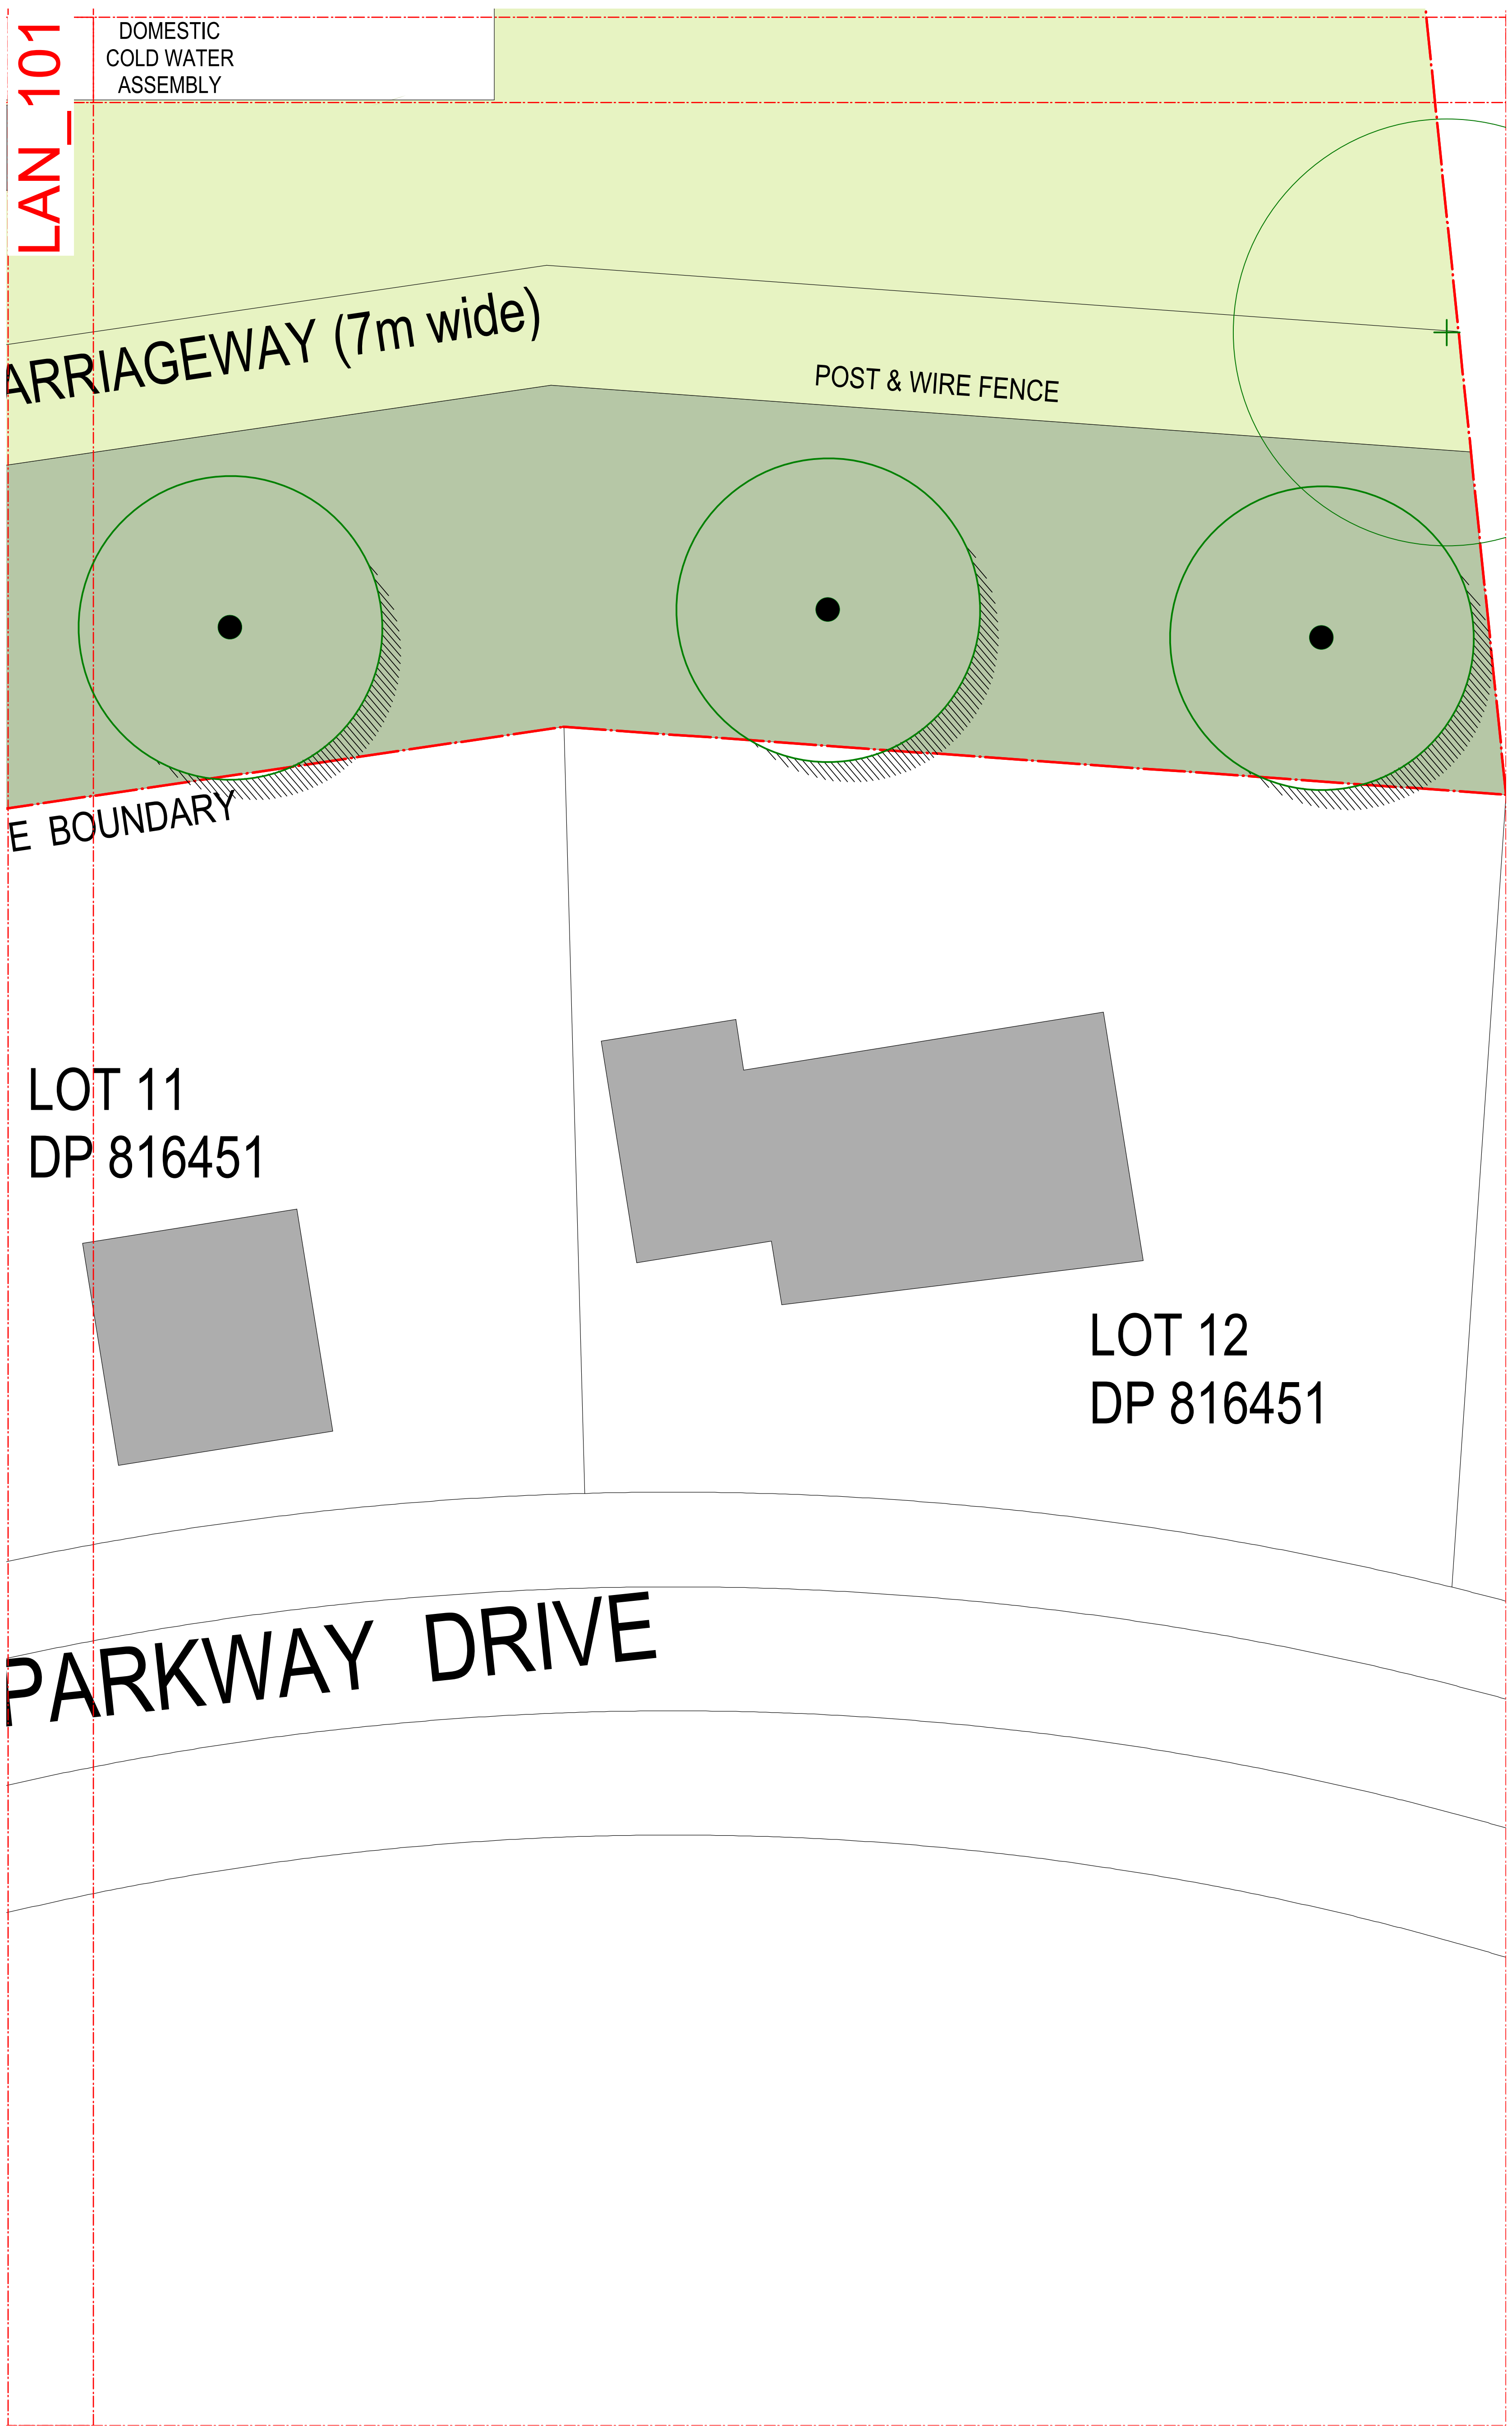 LAN_101
DOMESTIC
COLD WATER
ASSEMBLY
ARRIAGEWAY (7m wide)
POST & WIRE FENCE
E BOUNDARY
LOT 11
DP 816451
LOT 12
DP 816451
PARKWAY DRIVE